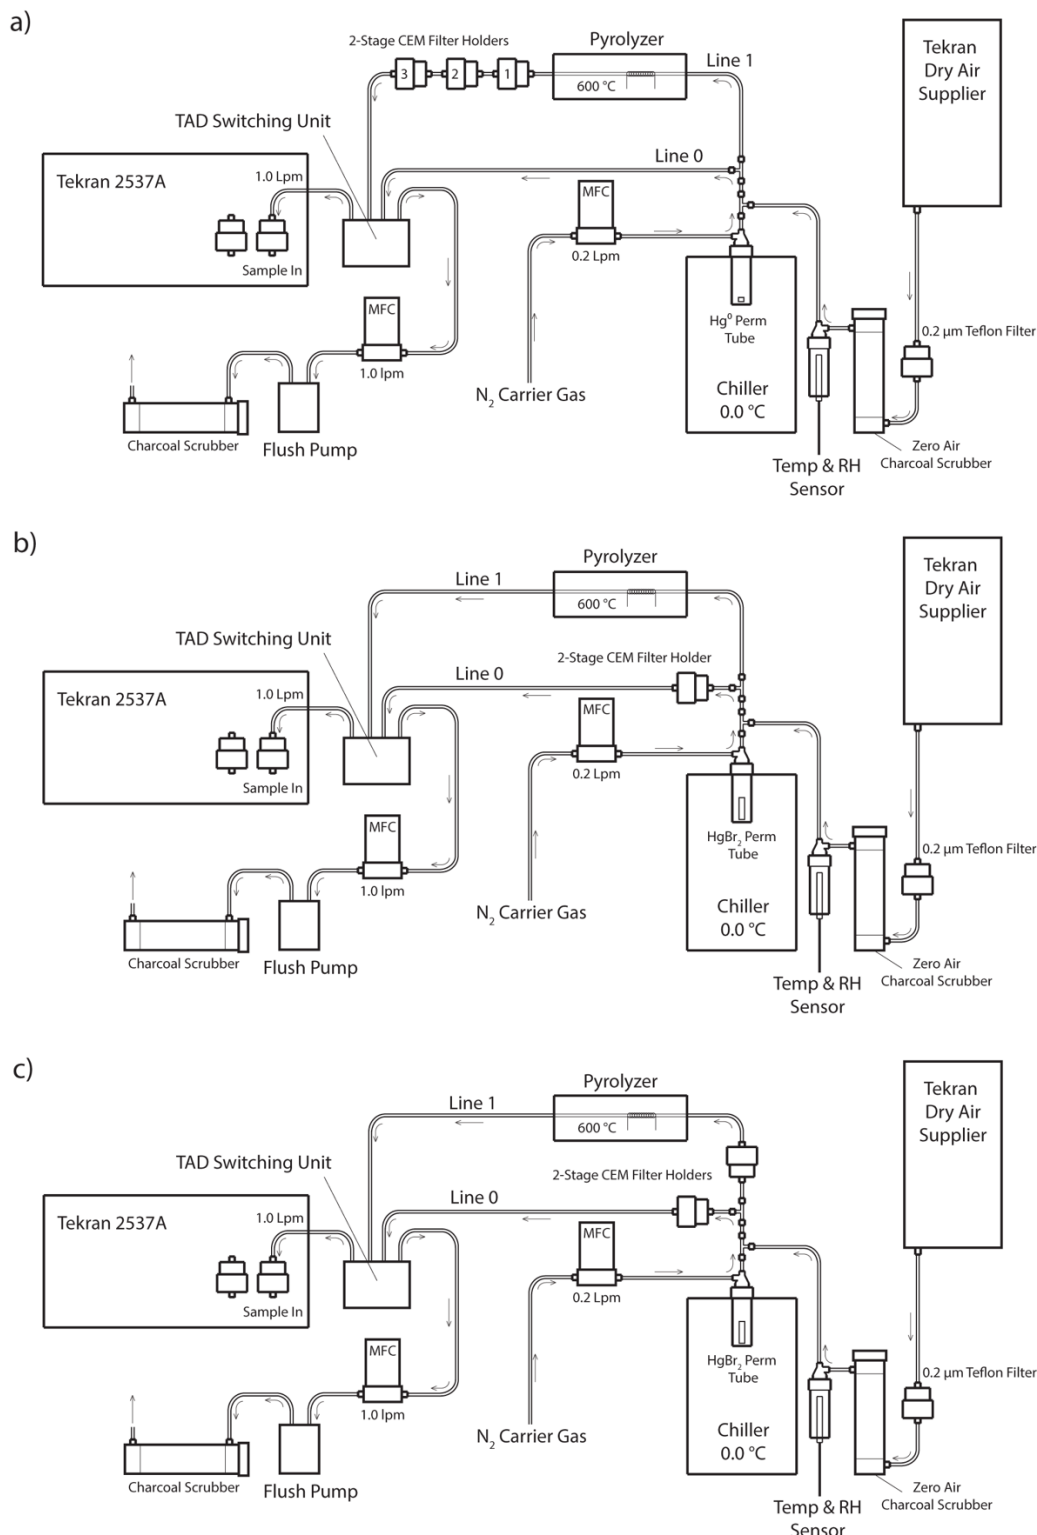 a)
2-Stage CEM Filter Holders
Pyrolyzer
Line 1
Tekran
Dry Air
Supplier
3
2
1
600 °C
TAD Switching Unit
Line 0
Tekran 2537A
1.0 Lpm
MFC
Sample In
0.2 Lpm
MFC
Hg⁰ Perm
Tube
0.2 µm Teflon Filter
1.0 lpm
N₂ Carrier Gas
Chiller
0.0 °C
Charcoal Scrubber
Flush Pump
Zero Air
Charcoal Scrubber
Temp & RH
Sensor
b)
Pyrolyzer
Line 1
Tekran
Dry Air
Supplier
600 °C
TAD Switching Unit
2-Stage CEM Filter Holder
Line 0
Tekran 2537A
1.0 Lpm
MFC
Sample In
0.2 Lpm
MFC
HgBr₂ Perm
Tube
0.2 µm Teflon Filter
1.0 lpm
N₂ Carrier Gas
Chiller
0.0 °C
Charcoal Scrubber
Flush Pump
Zero Air
Charcoal Scrubber
Temp & RH
Sensor
c)
Pyrolyzer
Line 1
Tekran
Dry Air
Supplier
600 °C
TAD Switching Unit
2-Stage CEM Filter Holders
Line 0
Tekran 2537A
1.0 Lpm
MFC
Sample In
0.2 Lpm
MFC
HgBr₂ Perm
Tube
0.2 µm Teflon Filter
1.0 lpm
N₂ Carrier Gas
Chiller
0.0 °C
Charcoal Scrubber
Flush Pump
Zero Air
Charcoal Scrubber
Temp & RH
Sensor